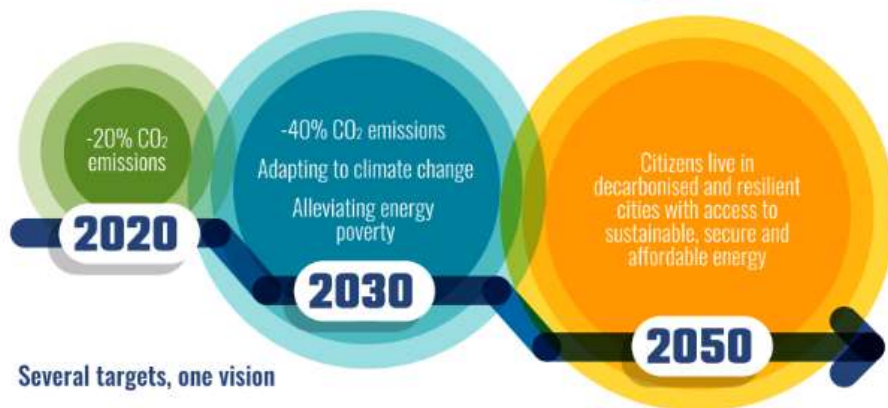 -20% CO₂
emissions
2020
-40% CO₂ emissions
Adapting to climate change
Alleviating energy
poverty
2030
Citizens live in
decarbonised and resilient
cities with access to
sustainable, secure and
affordable energy
2050
Several targets, one vision